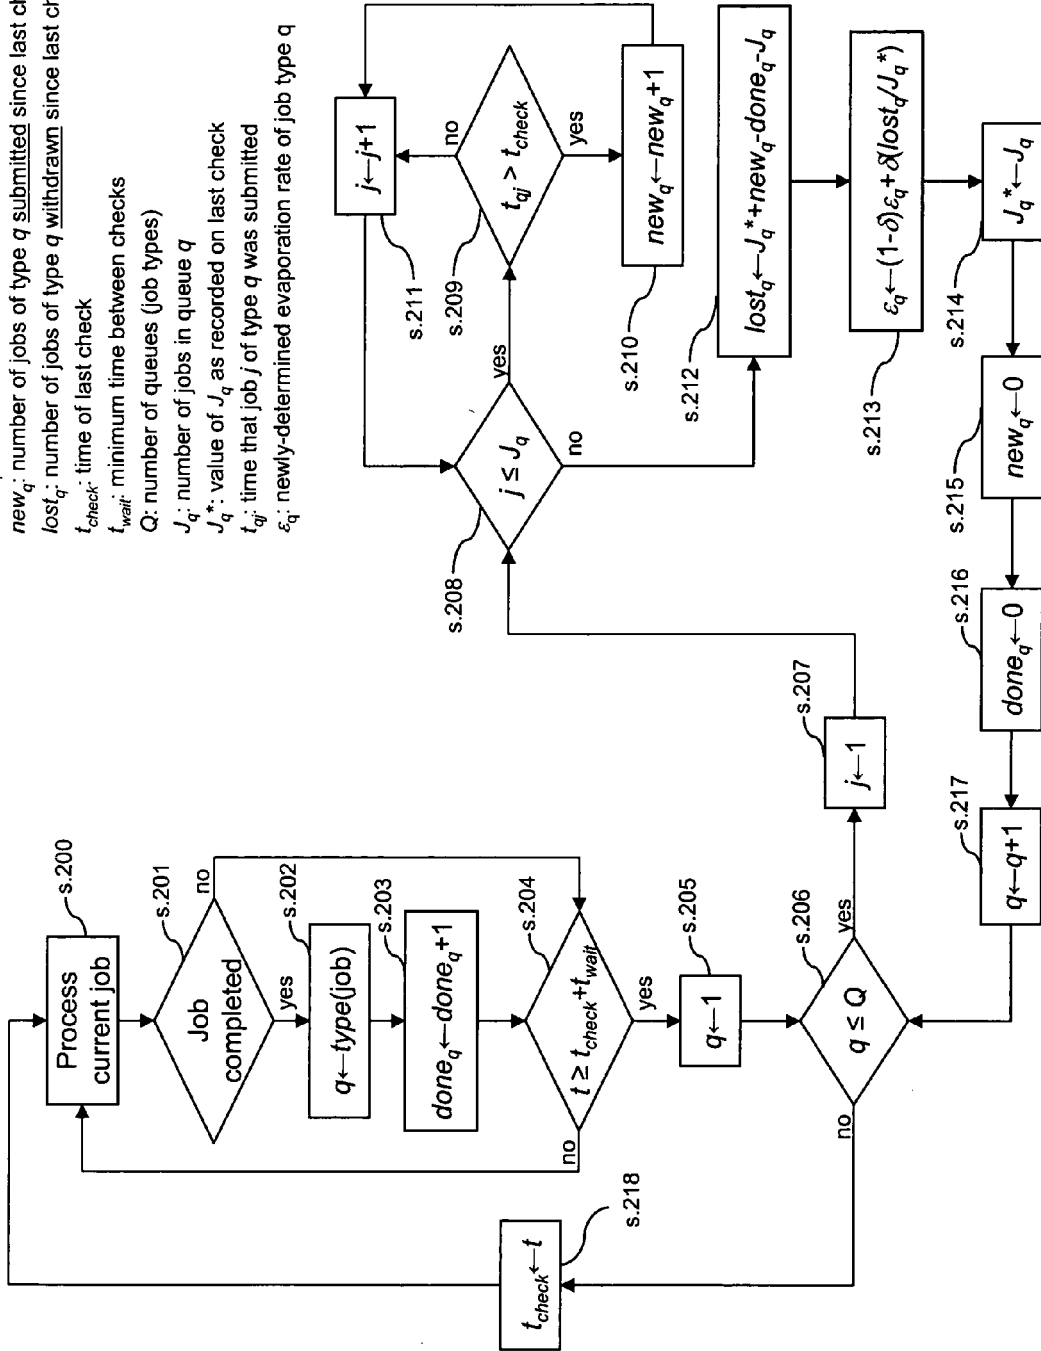 new_q: number of jobs of type q submitted since last
lost_q: number of jobs of type q withdrawn since last
t_check: time of last check
t_wait: minimum time between checks
Q: number of queues (job types)
J_q: number of jobs in queue q
J_q*: value of J_q as recorded on last check
t_qj: time that job j of type q was submitted
ε_q: newly-determined evaporation rate of job type q
s.200
Process
current job
s.201
Job
completed
no
yes
s.202
q←type(job)
s.203
done_q←done_q+1
s.204
t ≥ t_check+t_wait
no
yes
s.205
q←1
s.206
q ≤ Q
no
yes
s.207
j←1
s.208
j ≤ J_q
yes
no
s.209
t_qj > t_check
no
yes
s.210
new_q←new_q+1
s.211
j←j+1
s.212
lost_q←J_q*+new_q-done_q-J_q
s.213
ε_q←(1-δ)ε_q+δ(lost_q/J_q*)
s.214
J_q*←J_q
s.215
new_q←0
s.216
done_q←0
s.217
q←q+1
s.218
t_check←t